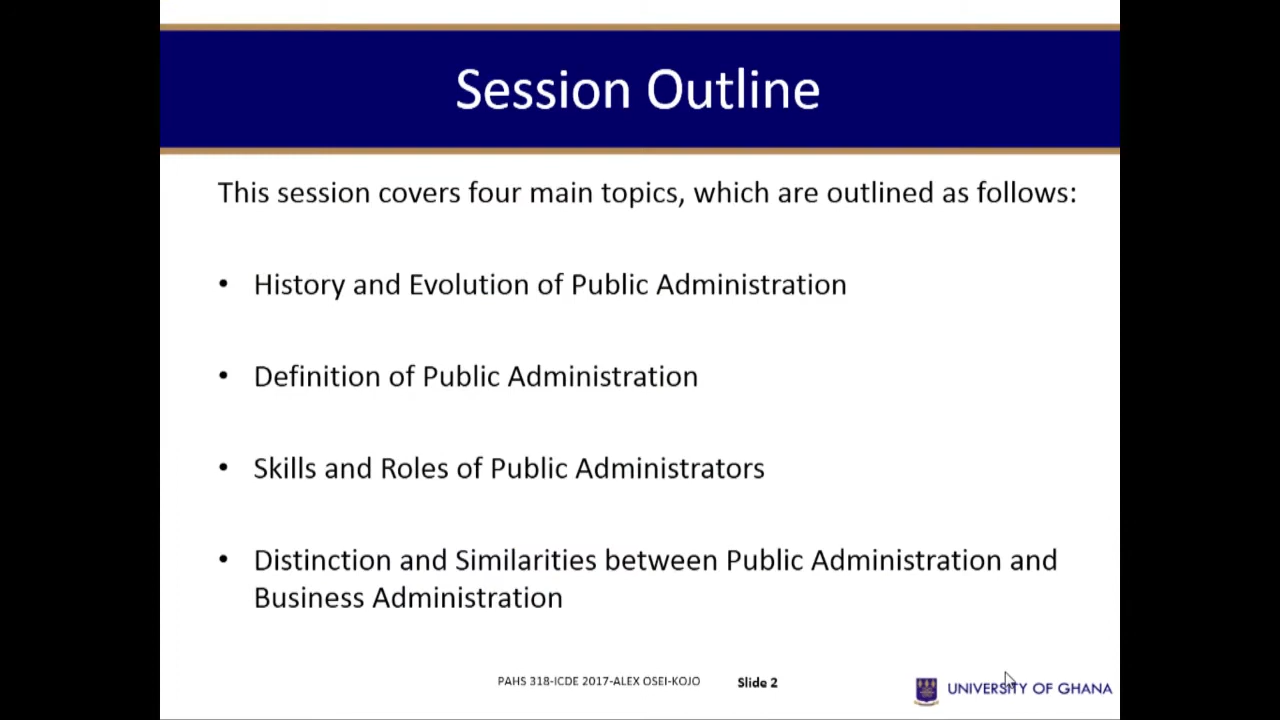 Session Outline
This session covers four main topics, which are outlined as follows:
• History and Evolution of Public Administration
• Definition of Public Administration
• Skills and Roles of Public Administrators
• Distinction and Similarities between Public Administration and
Business Administration
PAHS 318-ICDE 2017-ALEX OSEI-KOJO Slide 2 UNIVERSITY OF GHANA